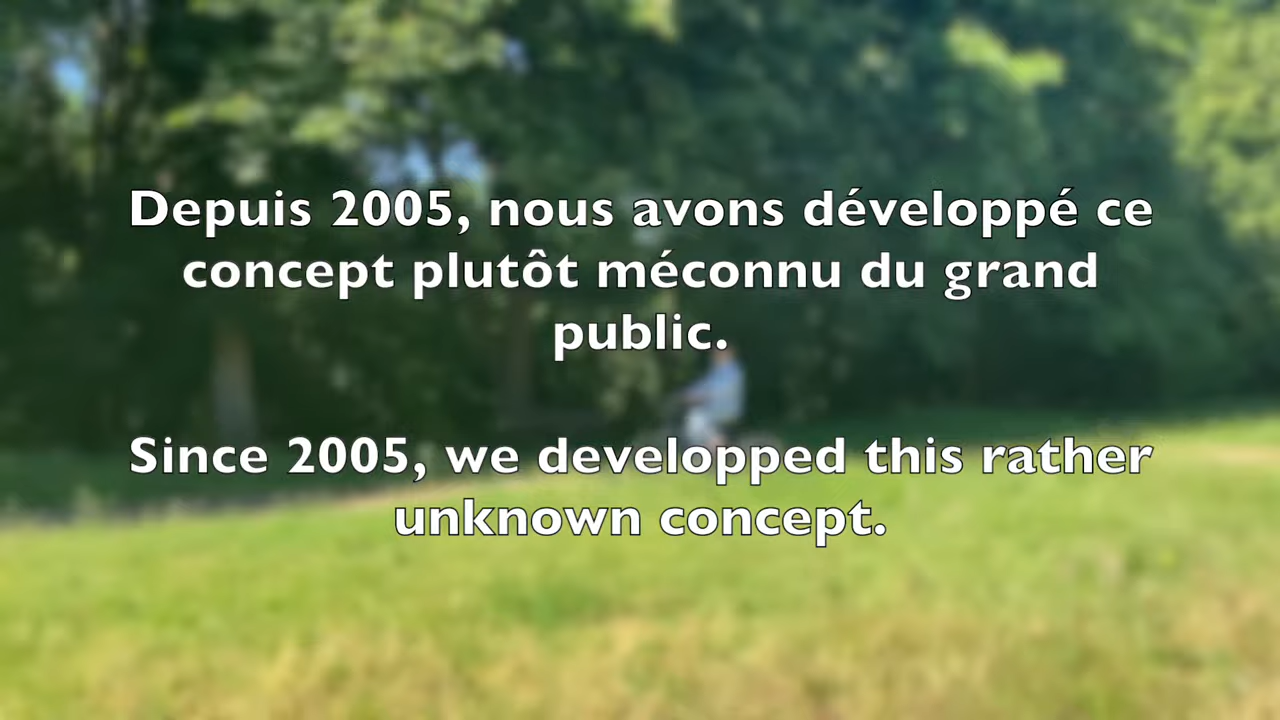 Depuis 2005, nous avons développé ce
concept plutôt méconnu du grand
public.
Since 2005, we developped this rather
unknown concept.